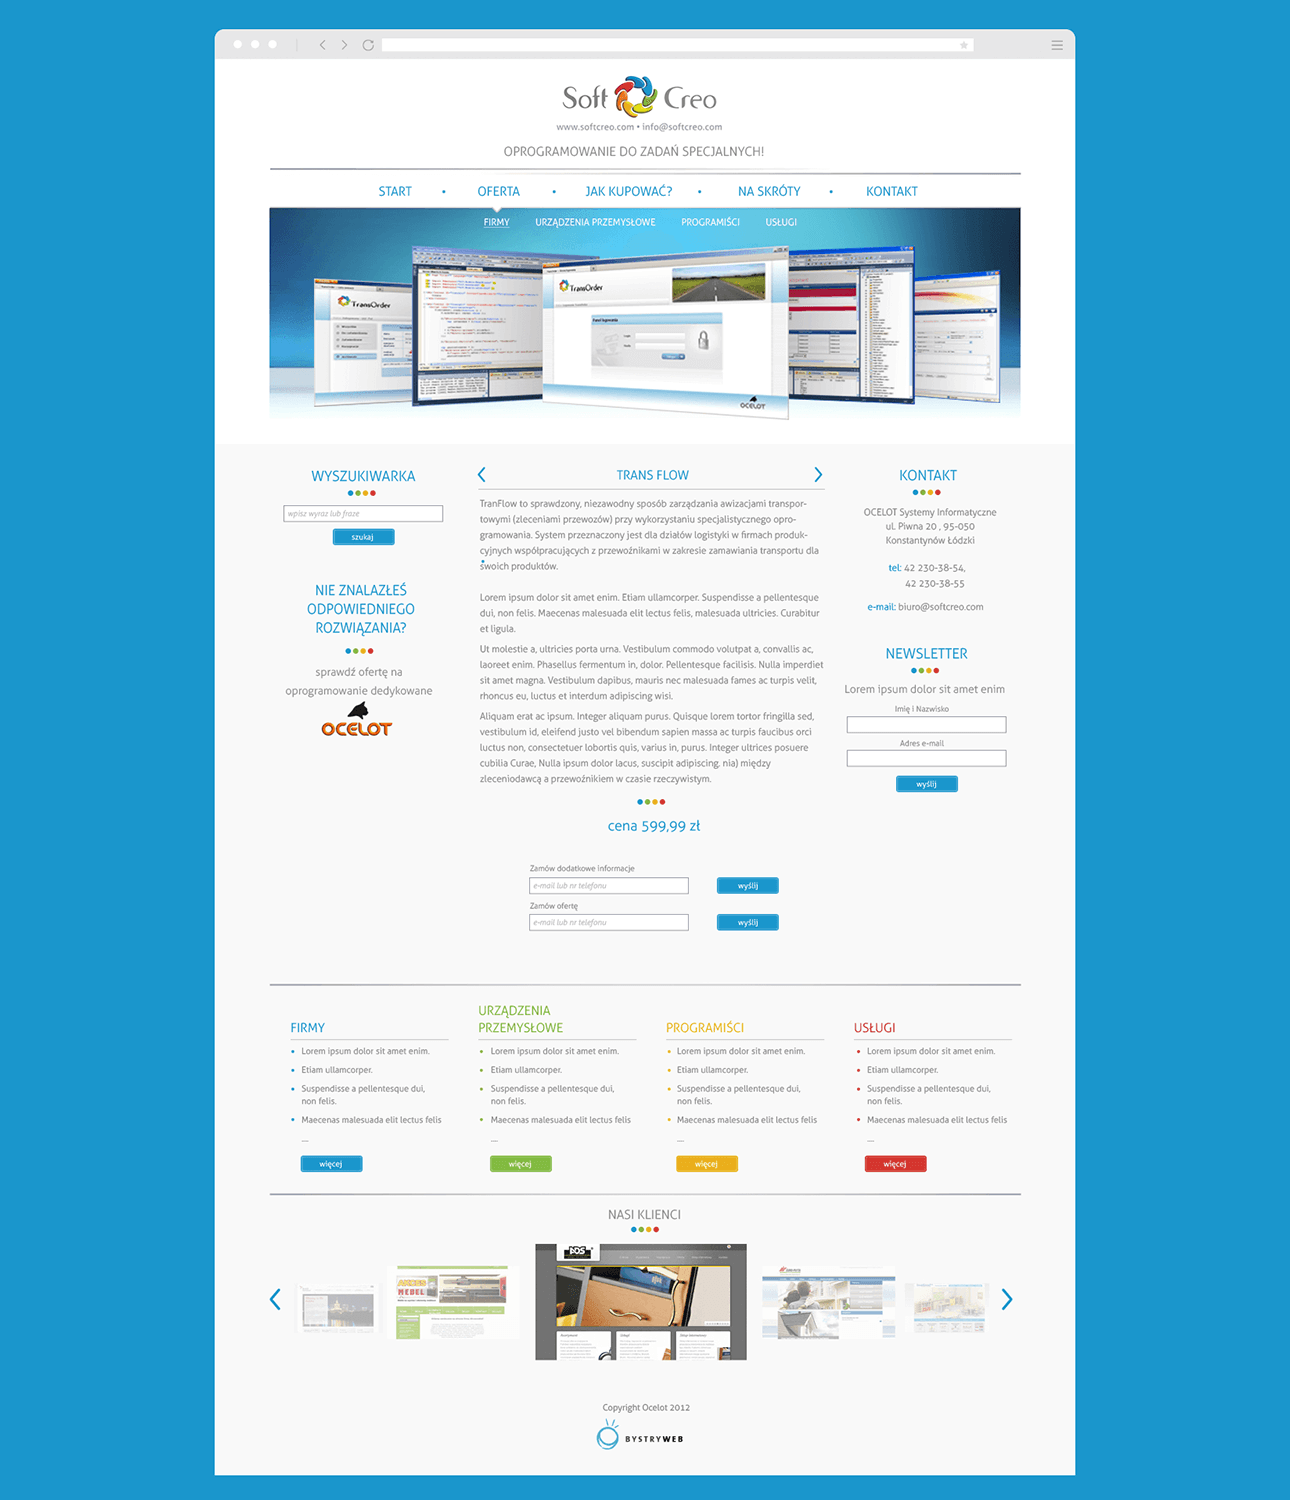 Soft Creo
www.softcreo.com • info@softcreo.com
OPROGRAMOWANIE DO ZADAŃ SPECJALNYCH!
START • OFERTA • JAK KUPOWAĆ? • NA SKRÓTY • KONTAKT
FIRMY URZĄDZENIA PRZEMYSŁOWE PROGRAMIŚCI USŁUGI
TransOrder
TransOrder
OCELOT
WYSZUKIWARKA
wpisz wyraz lub fraze
szukaj
NIE ZNALAZŁEŚ
ODPOWIEDNIEGO
ROZWIĄZANIA?
sprawdź ofertę na
oprogramowanie dedykowane
OCELOT
TRANS FLOW
TranFlow to sprawdzony, niezawodny sposób zarządzania awizacjami transpor-
towymi (zleceniami przewozów) przy wykorzystaniu specjalistycznego opro-
gramowania. System przeznaczony jest dla działów logistyki w firmach produk-
cyjnych współpracujących z przewoźnikami w zakresie zamawiania transportu dla
swoich produktów.
Lorem ipsum dolor sit amet enim. Etiam ullamcorper. Suspendisse a pellentesque
dui, non felis. Maecenas malesuada elit lectus felis, malesuada ultricies. Curabitur
et ligula.
Ut molestie a, ultricies porta urna. Vestibulum commodo volutpat a, convallis ac,
laoreet enim. Phasellus fermentum in, dolor. Pellentesque facilisis. Nulla imperdiet
sit amet magna. Vestibulum dapibus, mauris nec malesuada fames ac turpis velit,
rhoncus eu, luctus et interdum adipiscing wisi.
Aliquam erat ac ipsum. Integer aliquam purus. Quisque lorem tortor fringilla sed,
vestibulum id, eleifend justo vel bibendum sapien massa ac turpis faucibus orci
luctus non, consectetuer lobortis quis, varius in, purus. Integer ultrices posuere
cubilia Curae, Nulla ipsum dolor lacus, suscipit adipiscing. nia) między
zleceniodawcą a przewoźnikiem w czasie rzeczywistym.
cena 599,99 zł
Zamów dodatkowe informacje
e-mail lub nr telefonu wyślij
Zamów ofertę
e-mail lub nr telefonu wyślij
KONTAKT
OCELOT Systemy Informatyczne
ul. Piwna 20 , 95-050
Konstantynów Łódzki
tel: 42 230-38-54,
42 230-38-55
e-mail: biuro@softcreo.com
NEWSLETTER
Lorem ipsum dolor sit amet enim
Imię i Nazwisko
Adres e-mail
wyślij
FIRMY
• Lorem ipsum dolor sit amet enim.
• Etiam ullamcorper.
• Suspendisse a pellentesque dui,
non felis.
• Maecenas malesuada elit lectus felis
...
więcej
URZĄDZENIA
PRZEMYSŁOWE
• Lorem ipsum dolor sit amet enim.
• Etiam ullamcorper.
• Suspendisse a pellentesque dui,
non felis.
• Maecenas malesuada elit lectus felis
...
więcej
PROGRAMIŚCI
• Lorem ipsum dolor sit amet enim.
• Etiam ullamcorper.
• Suspendisse a pellentesque dui,
non felis.
• Maecenas malesuada elit lectus felis
...
więcej
USŁUGI
• Lorem ipsum dolor sit amet enim.
• Etiam ullamcorper.
• Suspendisse a pellentesque dui,
non felis.
• Maecenas malesuada elit lectus felis
...
więcej
NASI KLIENCI
MEBEL
Copyright Ocelot 2012
BYSTRYWEB